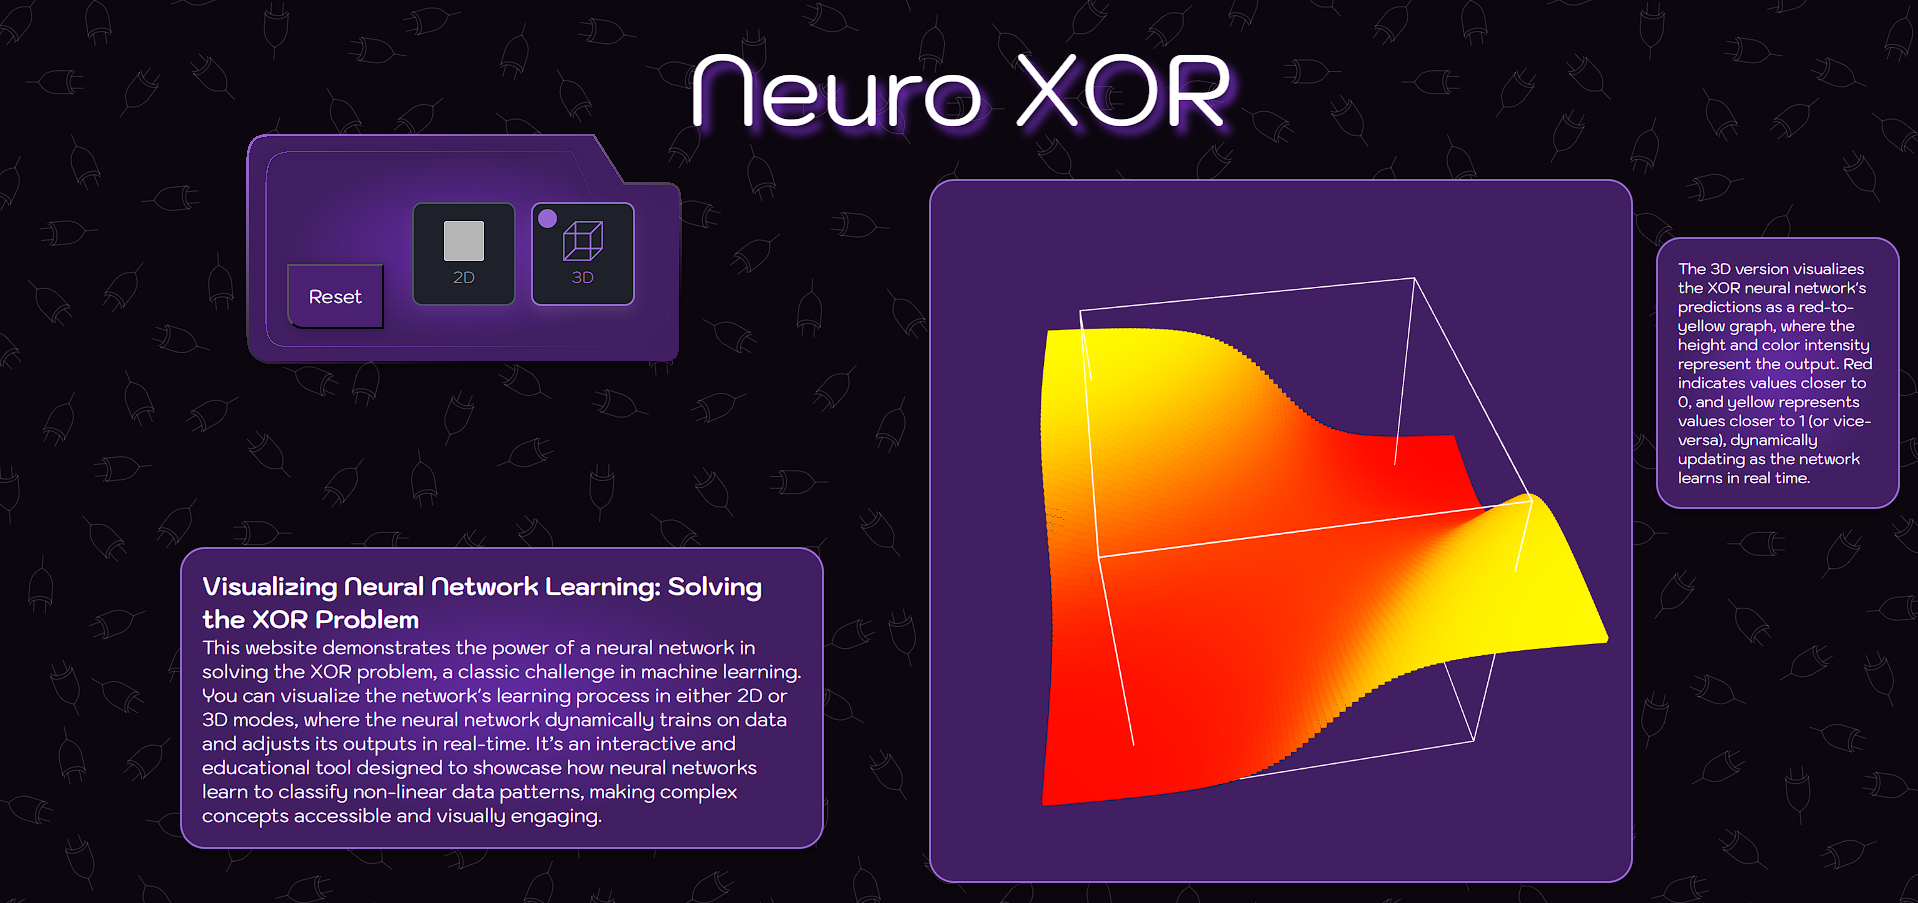 Neuro XOR
Reset
2D
3D
The 3D version visualizes
the XOR neural network's
predictions as a red-to-
yellow graph, where the
height and color intensity
represent the output. Red
indicates values closer to
0, and yellow represents
values closer to 1 (or vice-
versa), dynamically
updating as the network
learns in real time.
Visualizing Neural Network Learning: Solving
the XOR Problem
This website demonstrates the power of a neural network in
solving the XOR problem, a classic challenge in machine learning.
You can visualize the network's learning process in either 2D or
3D modes, where the neural network dynamically trains on data
and adjusts its outputs in real-time. It’s an interactive and
educational tool designed to showcase how neural networks
learn to classify non-linear data patterns, making complex
concepts accessible and visually engaging.